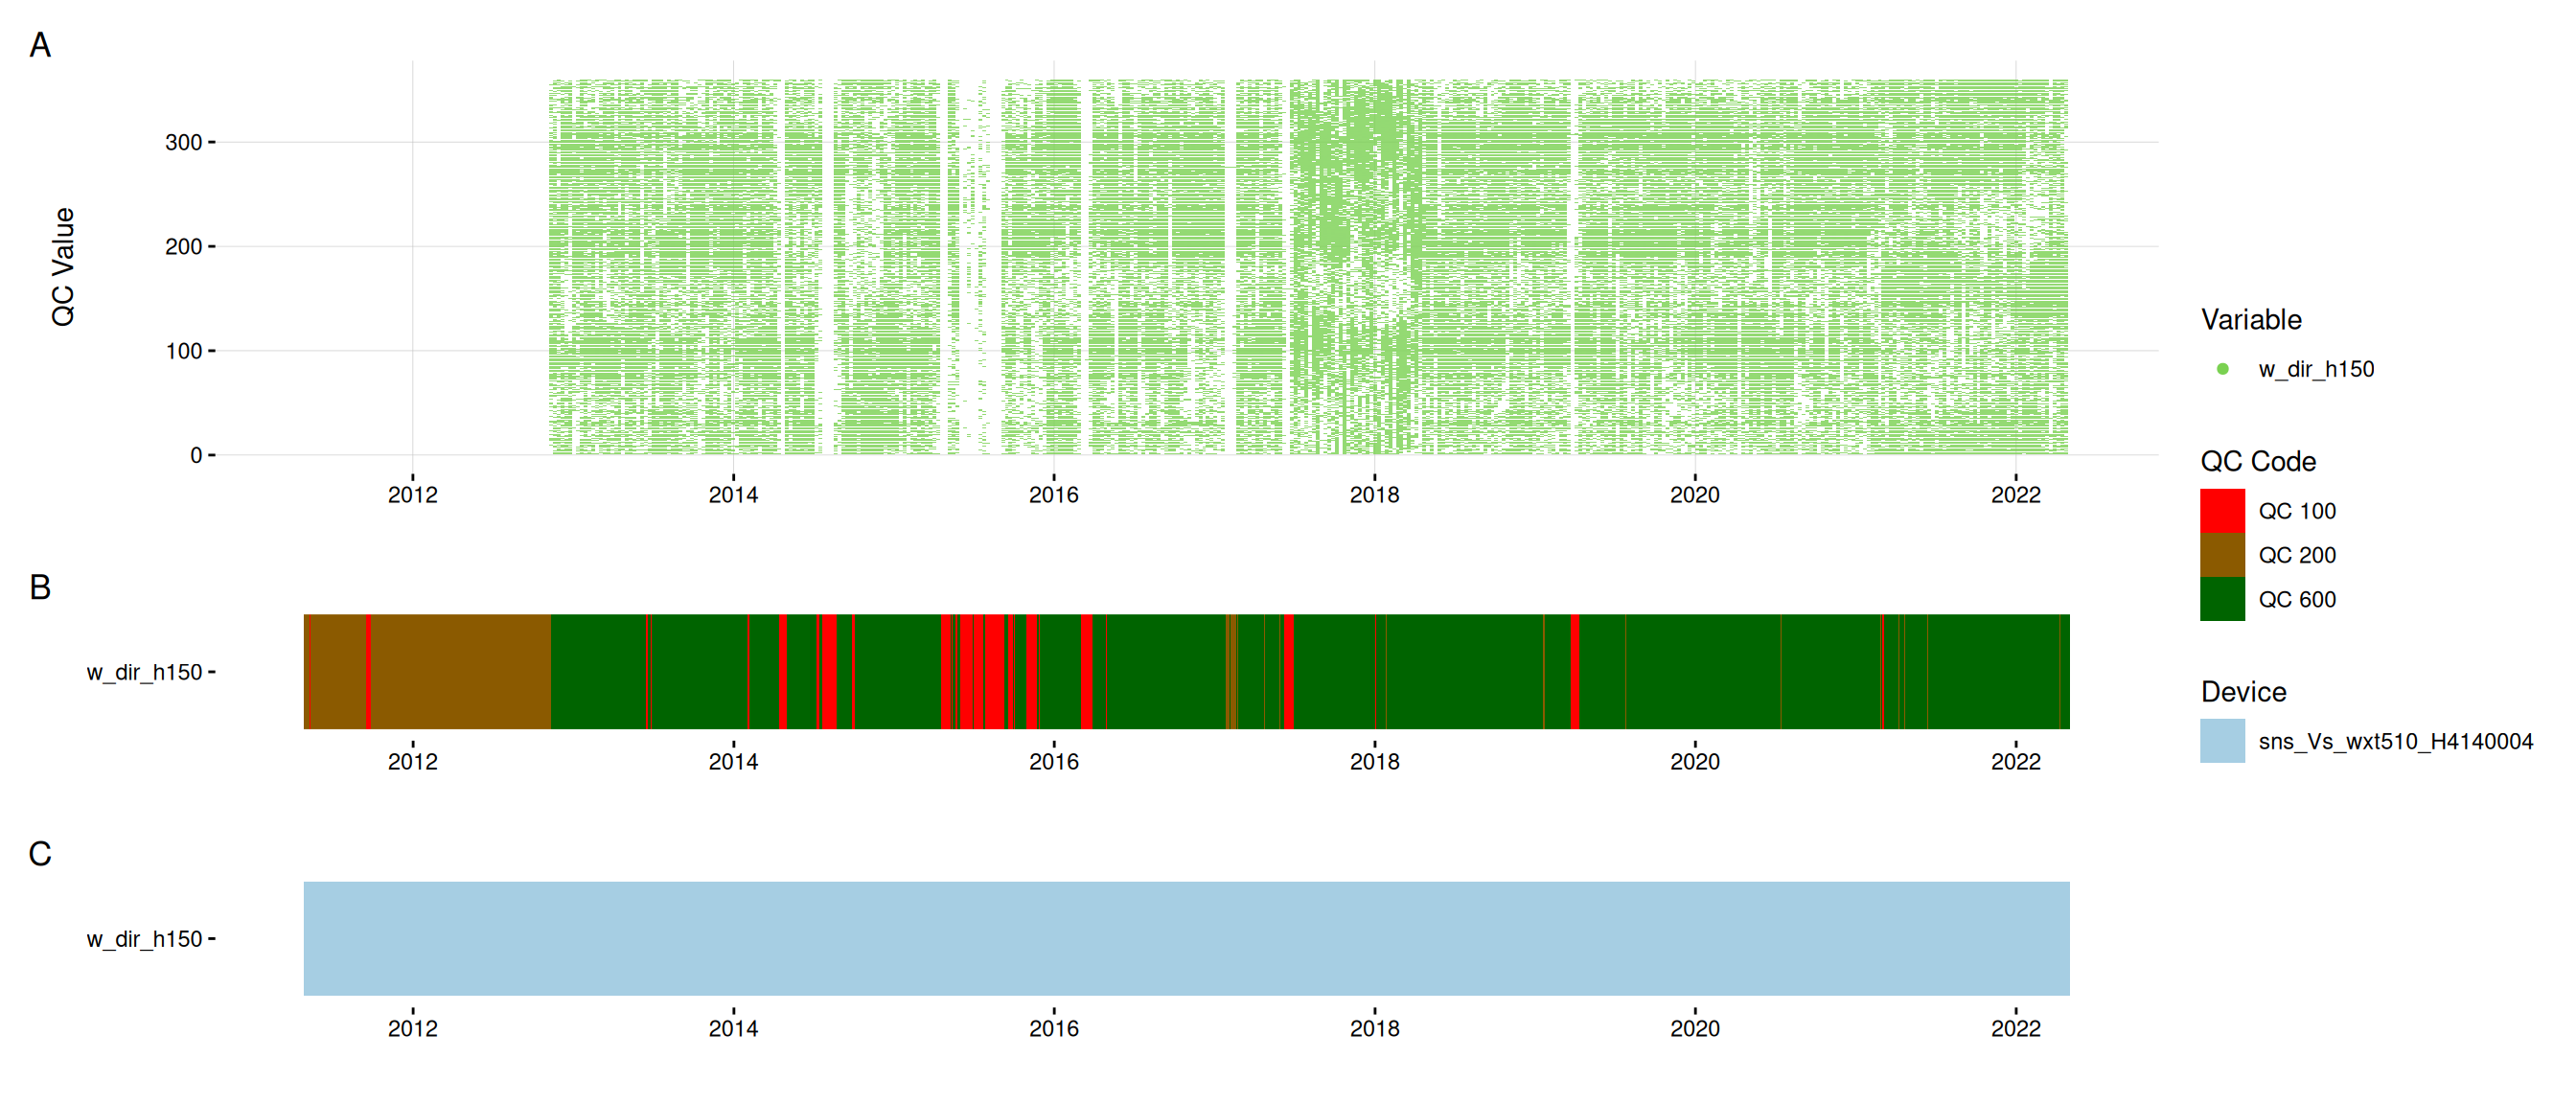 A
QC Value
300
200
100
0
2012 2014 2016 2018 2020 2022
B
w_dir_h150
2012 2014 2016 2018 2020 2022
C
w_dir_h150
2012 2014 2016 2018 2020 2022
Variable
w_dir_h150
QC Code
QC 100
QC 200
QC 600
Device
sns_Vs_wxt510_H4140004